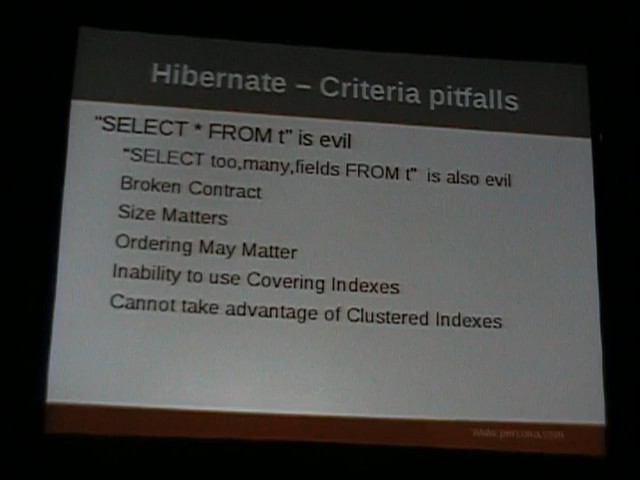 Hibernate – Criteria pitfalls
"SELECT * FROM t" is evil
"SELECT too,many,fields FROM t" is also evil
Broken Contract
Size Matters
Ordering May Matter
Inability to use Covering Indexes
Cannot take advantage of Clustered Indexes
www.percona.com